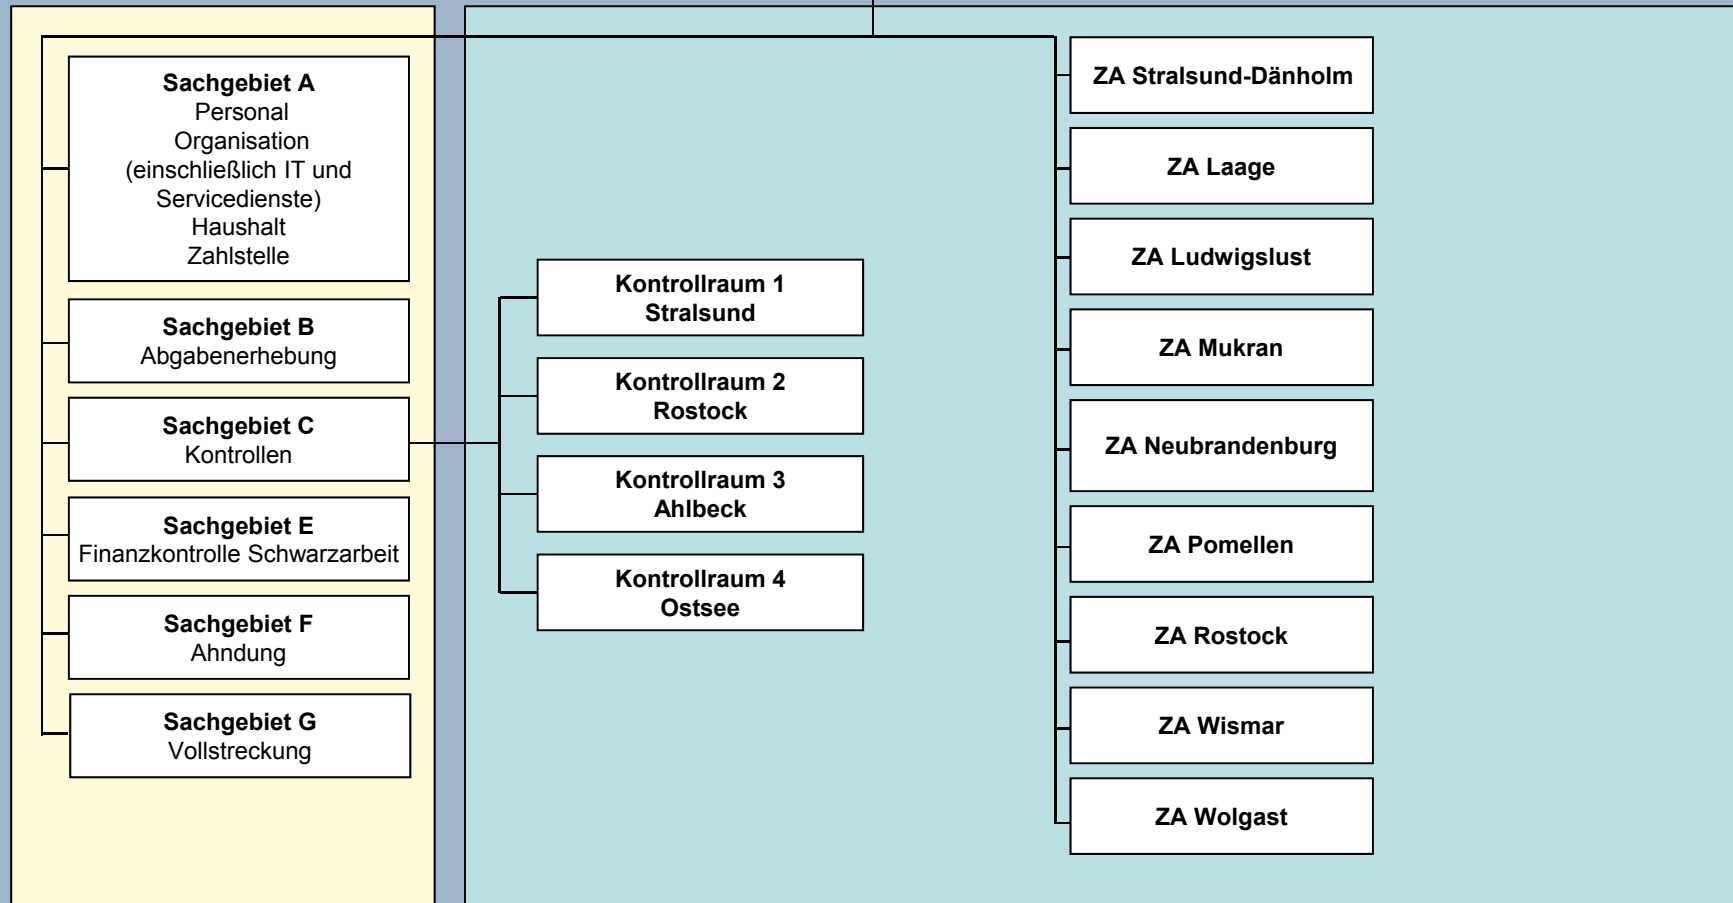 Sachgebiet A
Personal
Organisation
(einschließlich IT und
Servicedienste)
Haushalt
Zahlstelle
Sachgebiet B
Abgabenerhebung
Sachgebiet C
Kontrollen
Sachgebiet E
Finanzkontrolle Schwarzarbeit
Sachgebiet F
Ahndung
Sachgebiet G
Vollstreckung
Kontrollraum 1
Stralsund
Kontrollraum 2
Rostock
Kontrollraum 3
Ahlbeck
Kontrollraum 4
Ostsee
ZA Stralsund-Dänholm
ZA Laage
ZA Ludwigslust
ZA Mukran
ZA Neubrandenburg
ZA Pomellen
ZA Rostock
ZA Wismar
ZA Wolgast